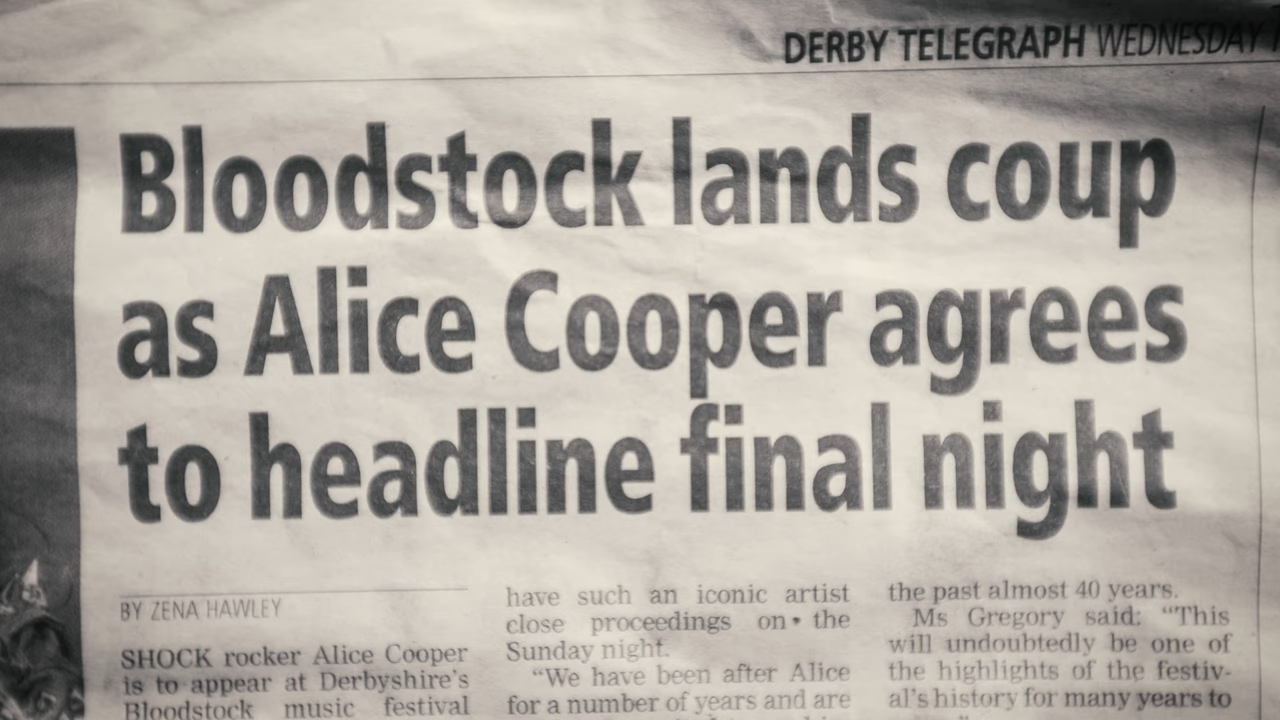 DERBY TELEGRAPH WEDNESDAY
Bloodstock lands coup
as Alice Cooper agrees
to headline final night
BY ZENA HAWLEY
SHOCK rocker Alice Cooper
is to appear at Derbyshire's
Bloodstock music festival
have such an iconic artist
close proceedings on the
Sunday night.
“We have been after Alice
for a number of years and are
the past almost 40 years.
Ms Gregory said: “This
will undoubtedly be one of
the highlights of the festiv-
al's history for many years to